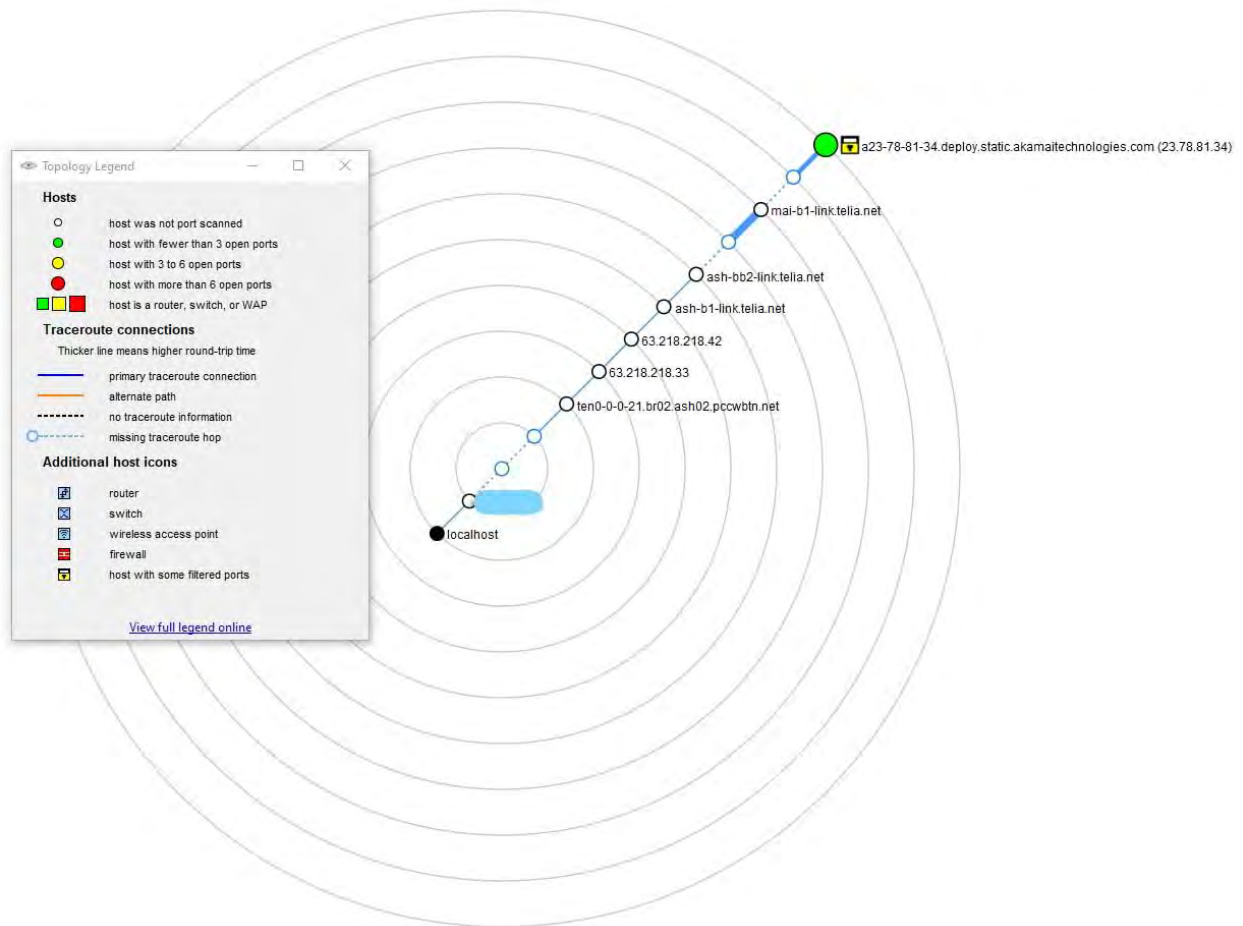 Topology Legend
Hosts
host was not port scanned
host with fewer than 3 open ports
host with 3 to 6 open ports
host with more than 6 open ports
host is a router, switch, or WAP
Traceroute connections
Thicker line means higher round-trip time
primary traceroute connection
alternate path
no traceroute information
missing traceroute hop
Additional host icons
router
switch
wireless access point
firewall
host with some filtered ports
View full legend online
a23-78-81-34.deploy.static.akamaitechnologies.com (23.78.81.34)
mai-b1-link.telia.net
ash-bb2-link.telia.net
ash-b1-link.telia.net
63.218.218.42
63.218.218.33
ten0-0-0-21.br02.ash02.pccwbtn.net
localhost